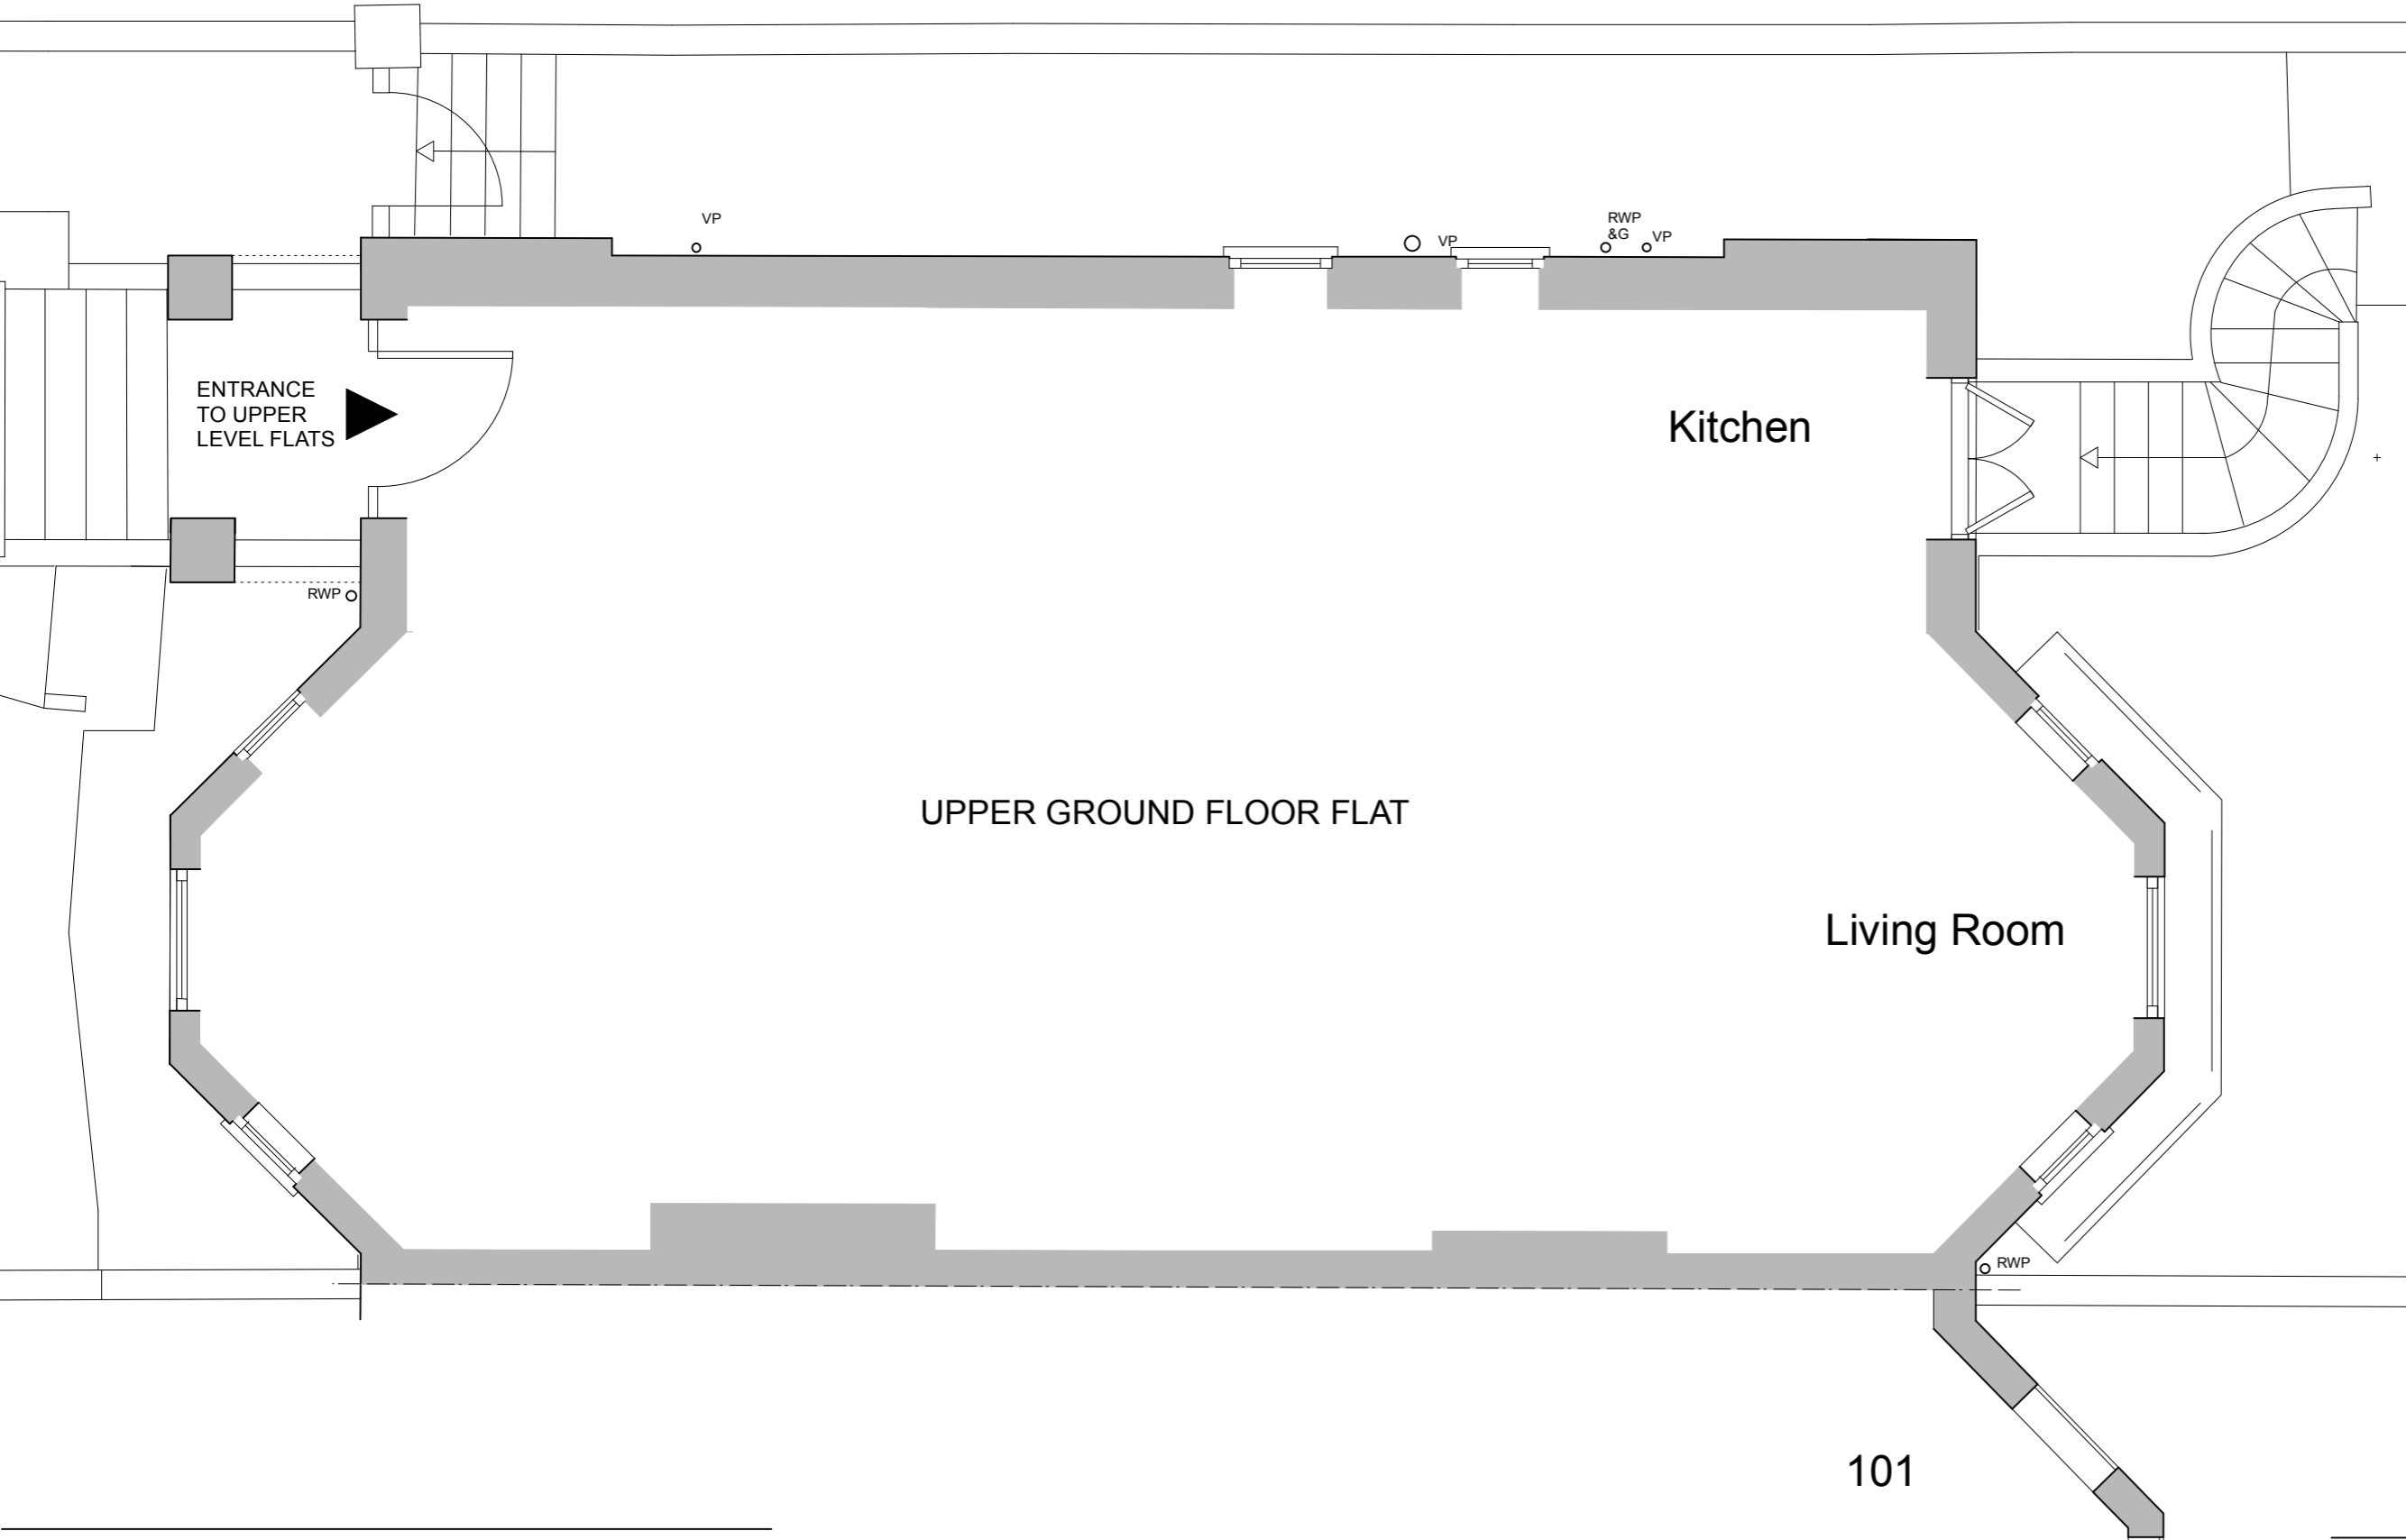 VP
VP
RWP
&G
VP
ENTRANCE
TO UPPER
LEVEL FLATS
Kitchen
RWP
UPPER GROUND FLOOR FLAT
Living Room
RWP
101